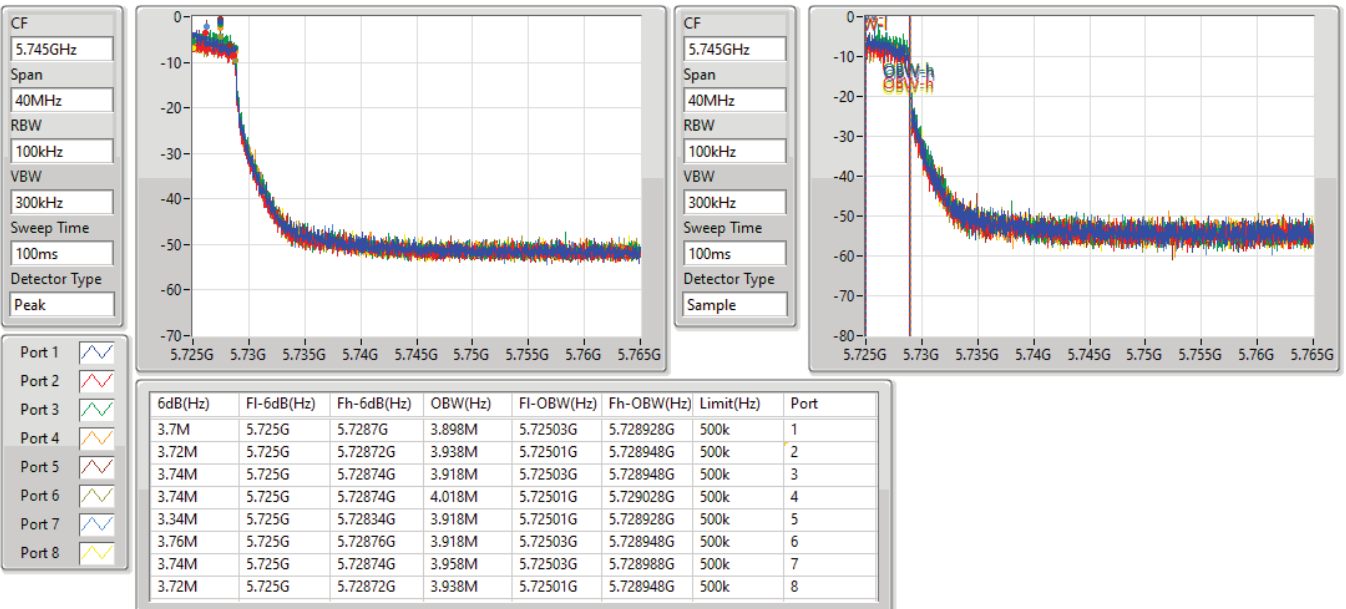 CF
5.745GHz
Span
40MHz
RBW
100kHz
VBW
300kHz
Sweep Time
100ms
Detector Type
Peak
0
-10
-20
-30
-40
-50
-60
-70
5.725G 5.73G 5.735G 5.74G 5.745G 5.75G 5.755G 5.76G 5.765G
CF
5.745GHz
Span
40MHz
RBW
100kHz
VBW
300kHz
Sweep Time
100ms
Detector Type
Sample
0
-10
-20
-30
-40
-50
-60
-70
-80
OBW-h
OBW-h
5.725G 5.73G 5.735G 5.74G 5.745G 5.75G 5.755G 5.76G 5.765G
Port 1
Port 2
Port 3
Port 4
Port 5
Port 6
Port 7
Port 8
6dB(Hz) Fl-6dB(Hz) Fh-6dB(Hz) OBW(Hz) Fl-OBW(Hz) Fh-OBW(Hz) Limit(Hz) Port
3.7M 5.725G 5.7287G 3.898M 5.72503G 5.728928G 500k 1
3.72M 5.725G 5.72872G 3.938M 5.72501G 5.728948G 500k 2
3.74M 5.725G 5.72874G 3.918M 5.72503G 5.728948G 500k 3
3.74M 5.725G 5.72874G 4.018M 5.72501G 5.729028G 500k 4
3.34M 5.725G 5.72834G 3.918M 5.72501G 5.728928G 500k 5
3.76M 5.725G 5.72876G 3.918M 5.72503G 5.728948G 500k 6
3.74M 5.725G 5.72874G 3.958M 5.72503G 5.728988G 500k 7
3.72M 5.725G 5.72872G 3.938M 5.72501G 5.728948G 500k 8